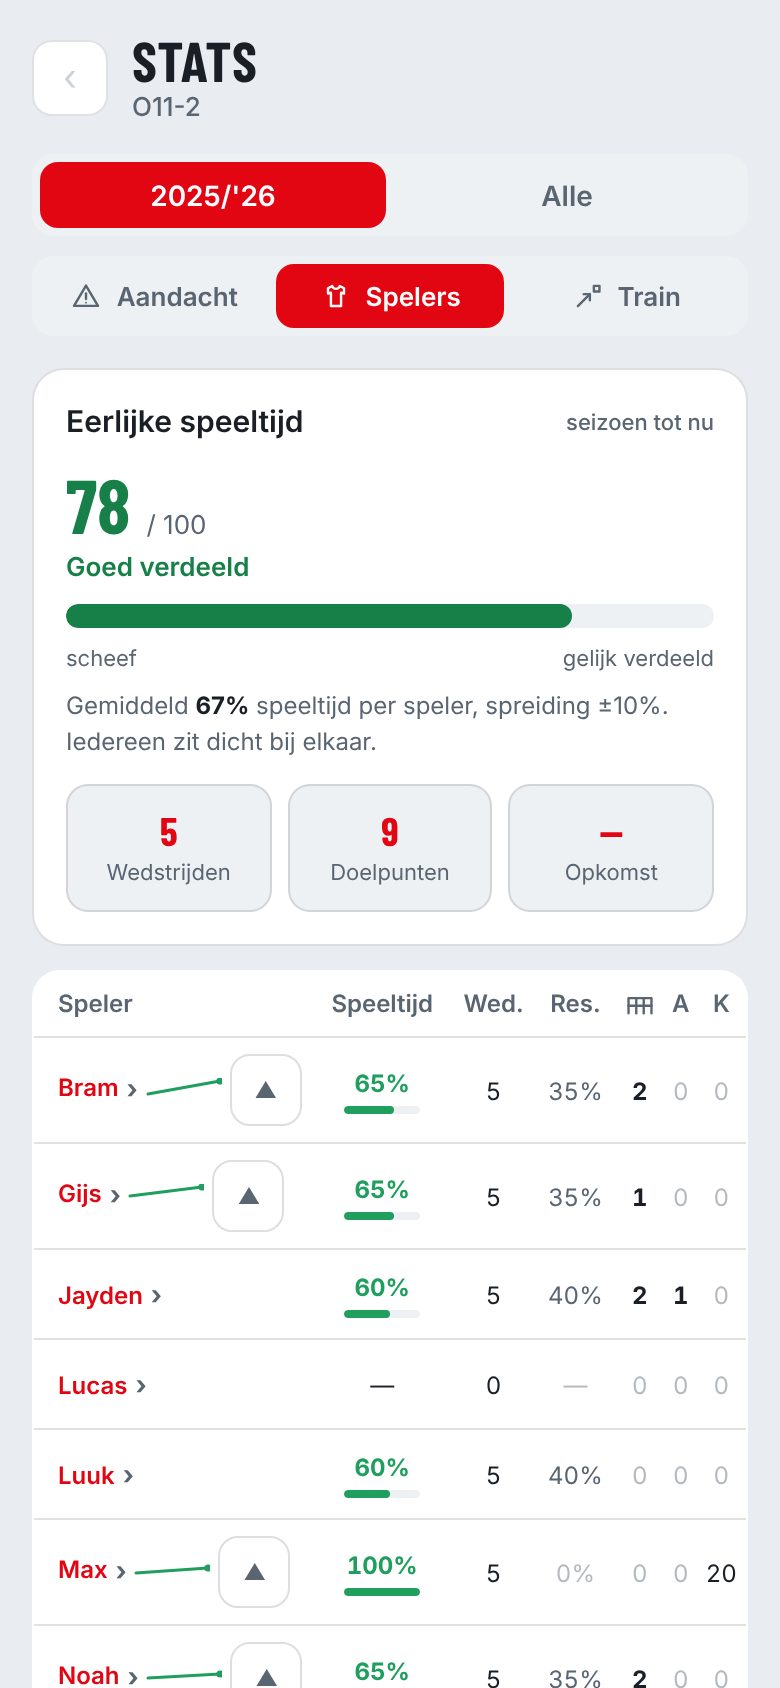 STATS
O11-2
2025/'26 Alle
Aandacht Spelers Train
Eerlijke speeltijd seizoen tot nu
78 / 100
Goed verdeeld
scheef gelijk verdeeld
Gemiddeld 67% speeltijd per speler, spreiding ±10%.
Iedereen zit dicht bij elkaar.
5 9 –
Wedstrijden Doelpunten Opkomst
Speler Speeltijd Wed. Res. A K
Bram › 65% 5 35% 2 0 0
Gijs › 65% 5 35% 1 0 0
Jayden › 60% 5 40% 2 1 0
Lucas › — 0 — 0 0 0
Luuk › 60% 5 40% 0 0 0
Max › 100% 5 0% 0 0 20
Noah › 65% 5 35% 2 0 0